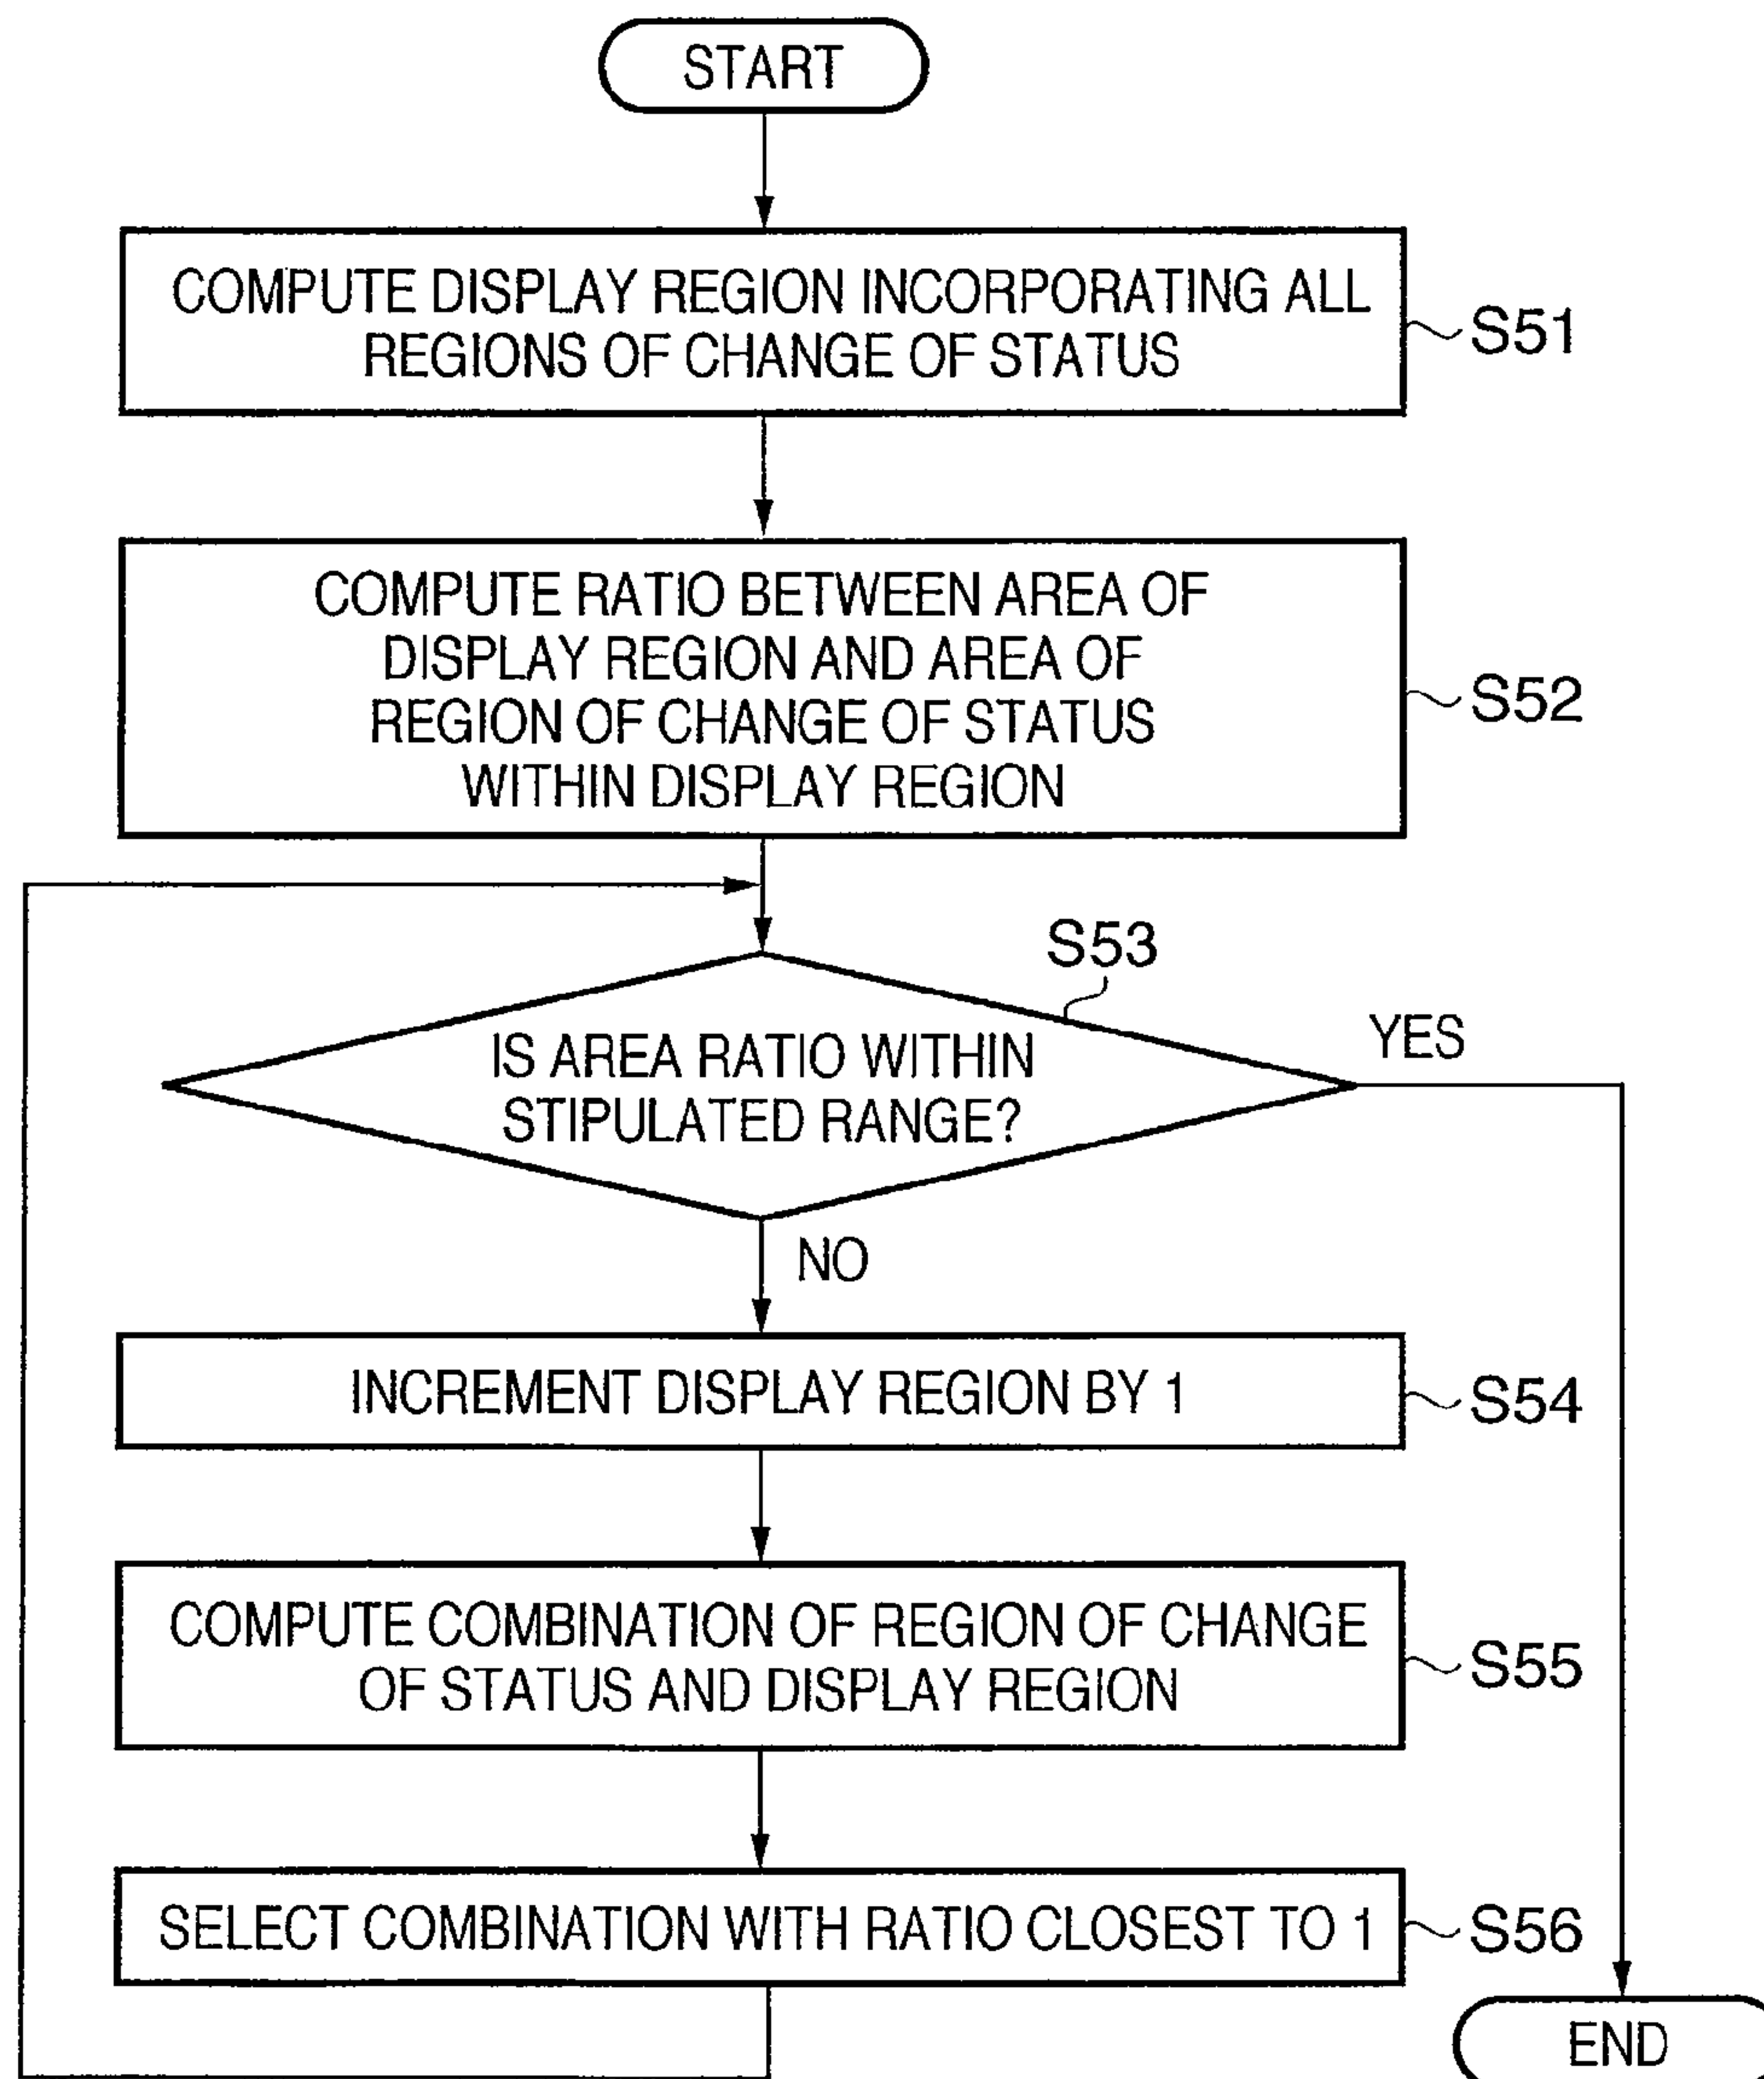 START
COMPUTE DISPLAY REGION INCORPORATING ALL
REGIONS OF CHANGE OF STATUS
S51
COMPUTE RATIO BETWEEN AREA OF
DISPLAY REGION AND AREA OF
REGION OF CHANGE OF STATUS
WITHIN DISPLAY REGION
S52
S53
IS AREA RATIO WITHIN
STIPULATED RANGE?
YES
NO
INCREMENT DISPLAY REGION BY 1
S54
COMPUTE COMBINATION OF REGION OF CHANGE
OF STATUS AND DISPLAY REGION
S55
SELECT COMBINATION WITH RATIO CLOSEST TO 1
S56
END